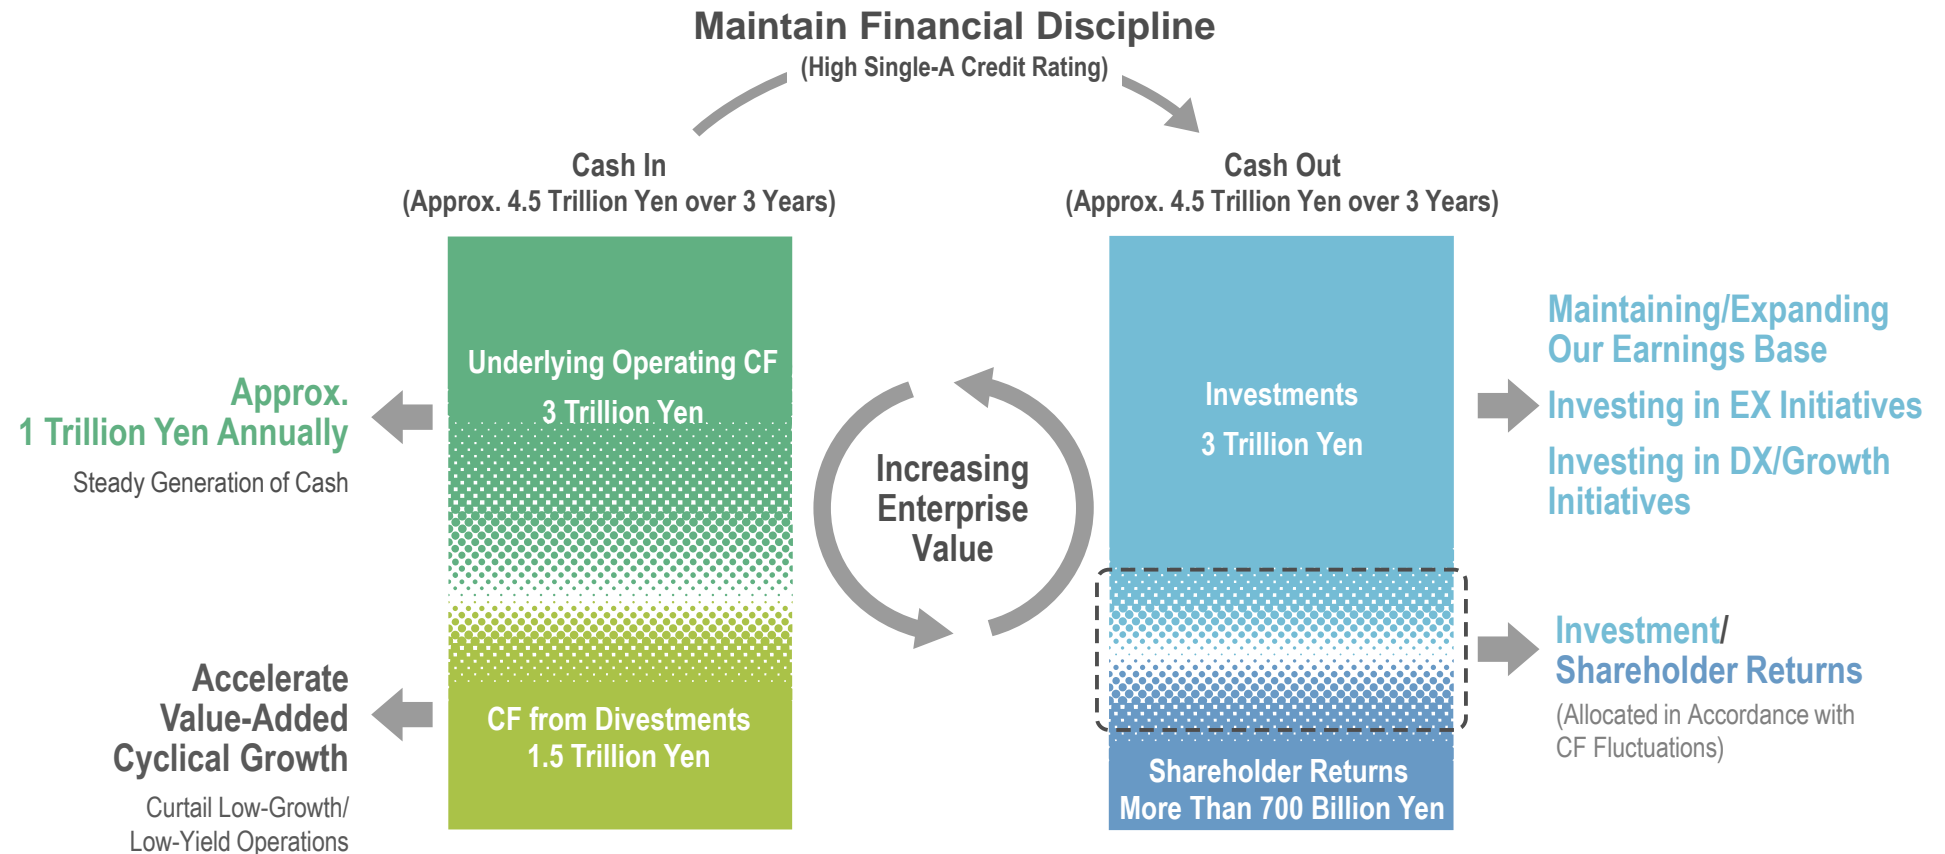 Maintain Financial Discipline
(High Single-A Credit Rating)
Cash In
(Approx. 4.5 Trillion Yen over 3 Years)
Underlying Operating CF
3 Trillion Yen
CF from Divestments
1.5 Trillion Yen
Approx.
1 Trillion Yen Annually
Steady Generation of Cash
Accelerate
Value-Added
Cyclical Growth
Curtail Low-Growth/
Low-Yield Operations
Increasing
Enterprise
Value
Cash Out
(Approx. 4.5 Trillion Yen over 3 Years)
Investments
3 Trillion Yen
Shareholder Returns
More Than 700 Billion Yen
Maintaining/Expanding
Our Earnings Base
Investing in EX Initiatives
Investing in DX/Growth
Initiatives
Investment/
Shareholder Returns
(Allocated in Accordance with
CF Fluctuations)